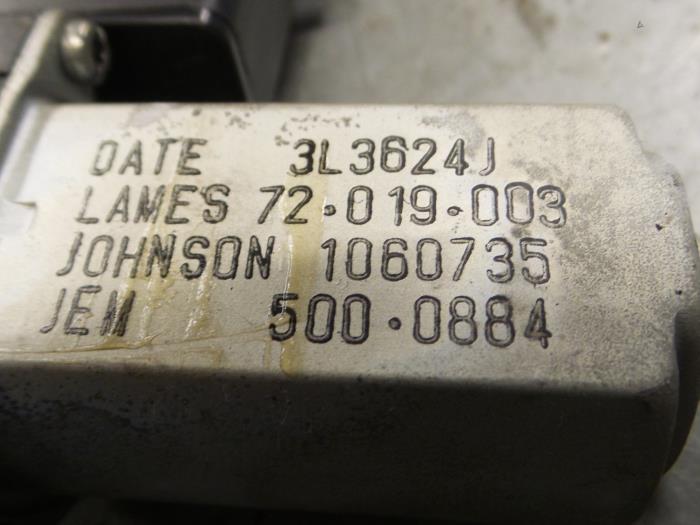 DATE 3L3624J
LAMES 72·019·003
JOHNSON 1060735
JEM 500·0884